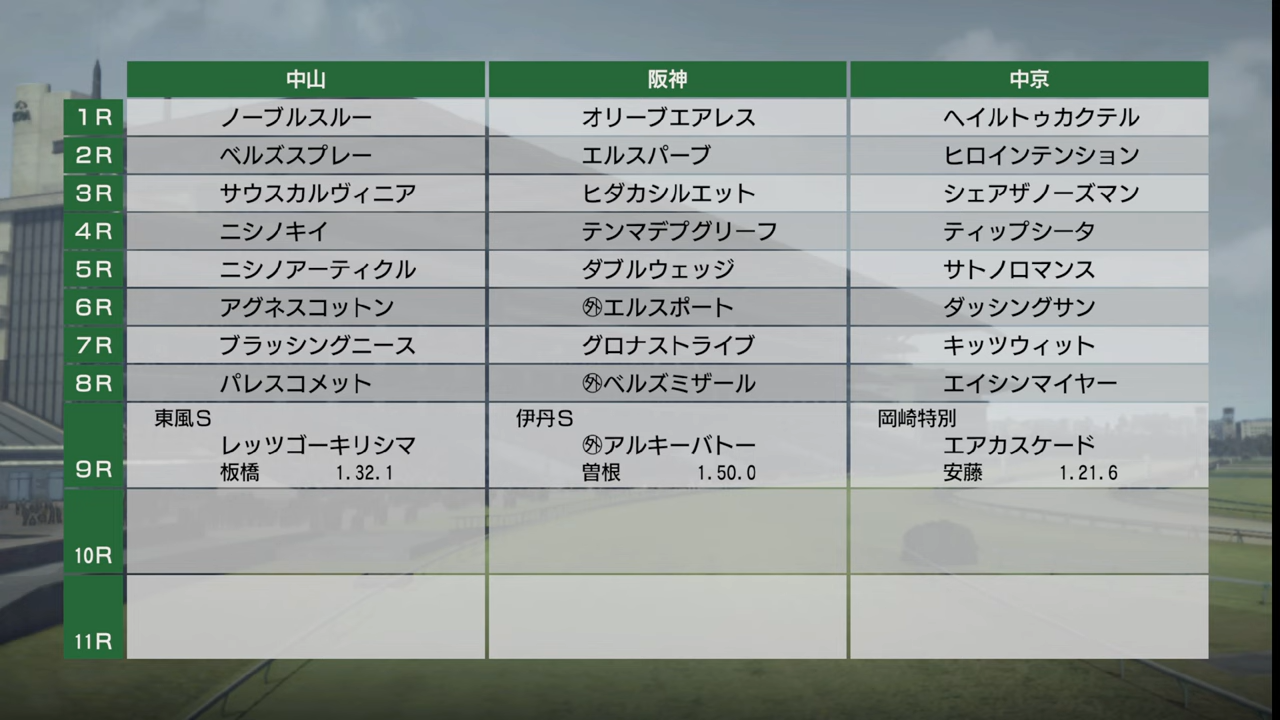 中山 阪神 中京
1R ノーブルスルー オリーブエアレス ヘイルトゥカクテル
2R ベルズスプレー エルスパーブ ヒロインテンション
3R サウスカルヴィニア ヒダカシルエット シェアザノーズマン
4R ニシノキイ テンマデプグリーフ ティップシータ
5R ニシノアーティクル ダブルウェッジ サトノロマンス
6R アグネスコットン ㊕エルスポート ダッシングサン
7R ブラッシングニース グロナストライブ キッツウィット
8R パレスコメット 外ベルズミザール エイシンマイヤー
東風S 伊丹S 岡崎特別
レッツゴーキリシマ 外アルキーバトー エアカスケード
9R 板橋 1.32.1 曽根 1.50.0 安藤 1.21.6
10R
11R